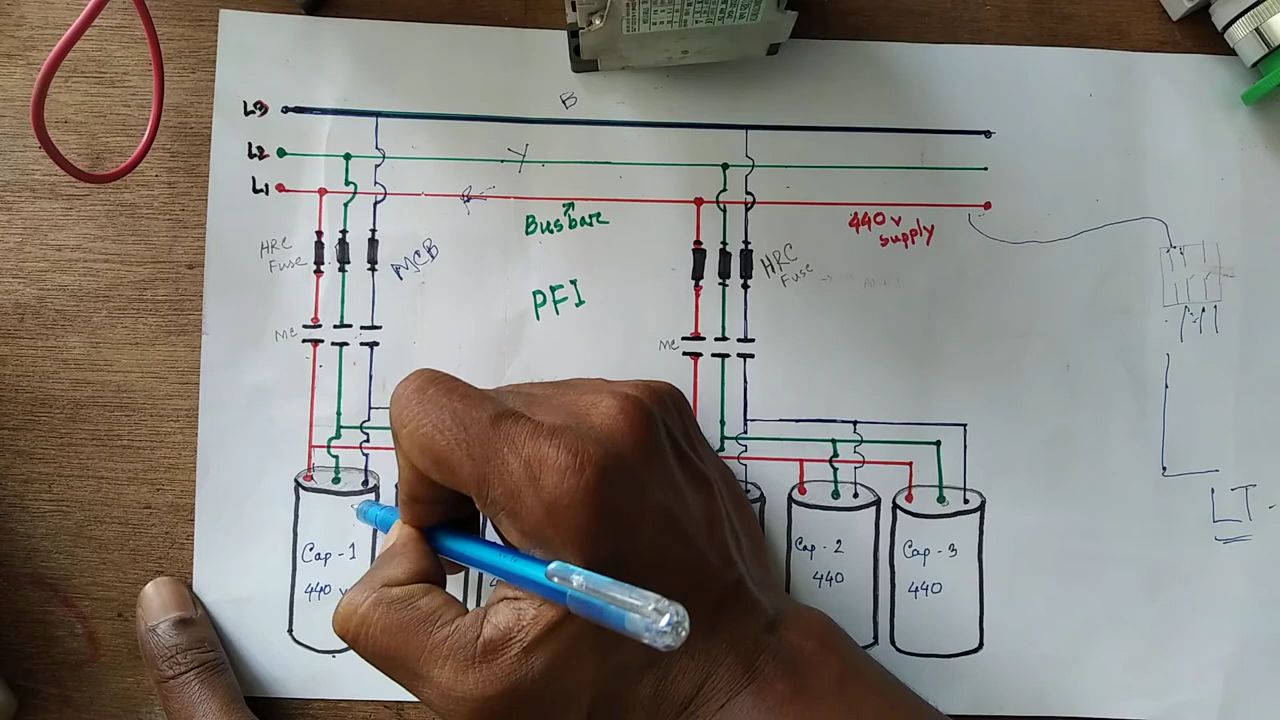 L3
B
L2
Y
L1
R
Busbar
440v
supply
HRC
Fuse
MCB
PFI
HRC
Fuse
MC
MC
LT.
Cap-1
440 v
Cap-2
440
Cap-3
440